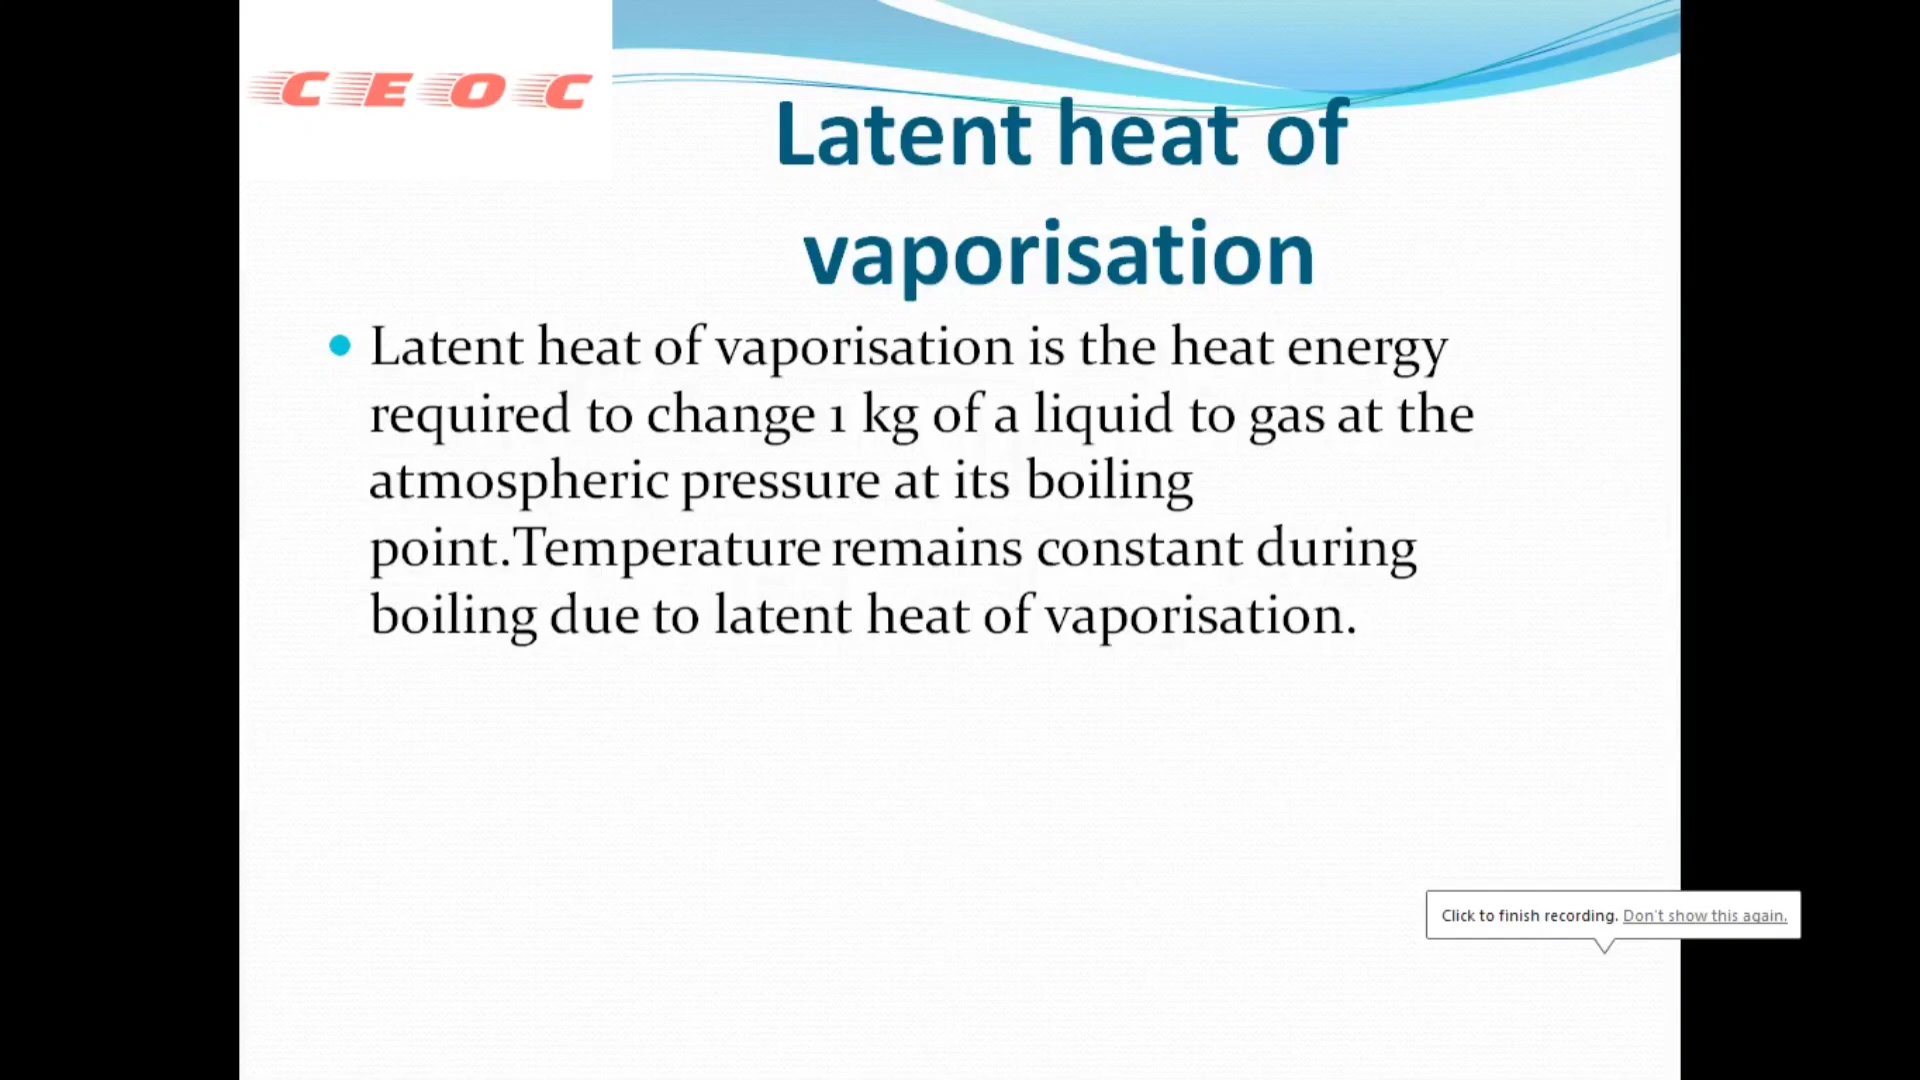 CEOC
Latent heat of
vaporisation
Latent heat of vaporisation is the heat energy
required to change 1 kg of a liquid to gas at the
atmospheric pressure at its boiling
point.Temperature remains constant during
boiling due to latent heat of vaporisation.
Click to finish recording. Don't show this again.